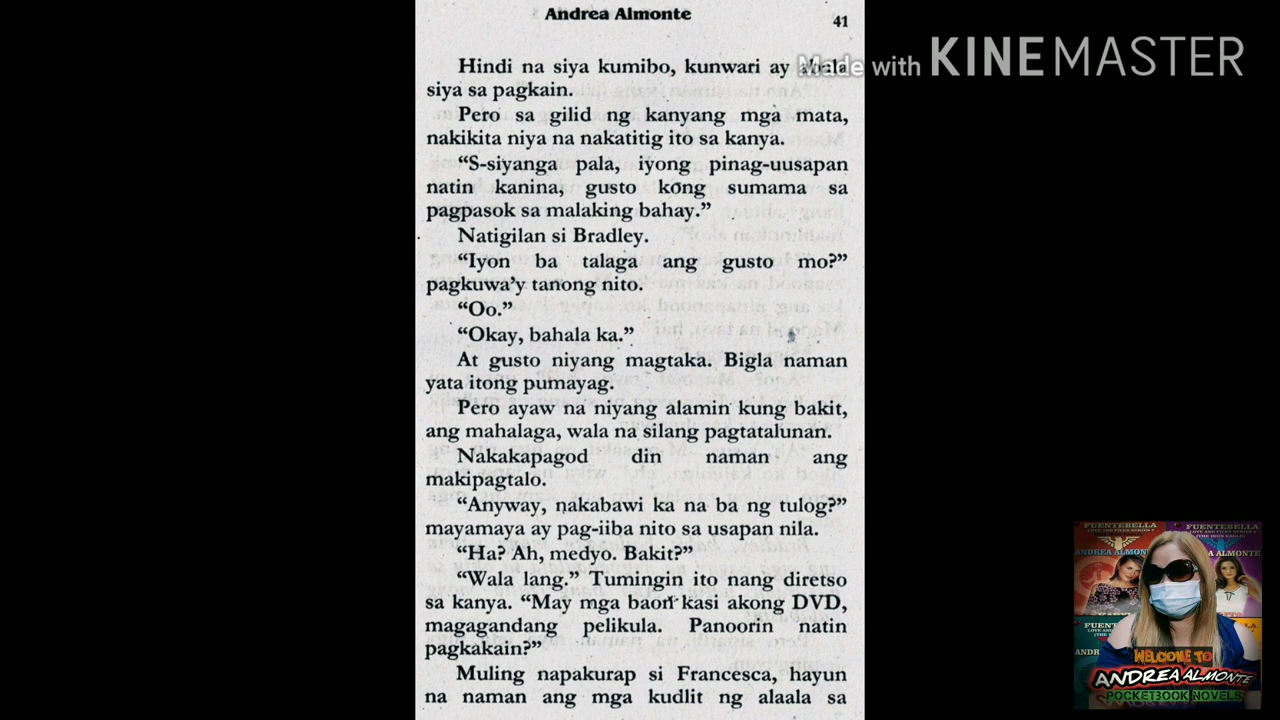 Andrea Almonte
41
Hindi na siya kumibo, kunwari ay abala
siya sa pagkain.
Pero sa gilid ng kanyang mga mata,
nakikita niya na nakatitig ito sa kanya.
“S-siyanga pala, iyong pinag-uusapan
natin kanina, gusto kong sumama sa
pagpasok sa malaking bahay.”
Natigilan si Bradley.
“Iyon ba talaga ang gusto mo?”
pagkuwa’y tanong nito.
“Oo.”
“Okay, bahala ka.”
At gusto niyang magtaka. Bigla naman
yata itong pumayag.
Pero ayaw na niyang alamin kung bakit,
ang mahalaga, wala na silang pagtatalunan.
Nakakapagod din naman ang
makipagtalo.
“Anyway, nakabawi ka na ba ng tulog?”
mayamaya ay pag-iiba nito sa usapan nila.
“Ha? Ah, medyo. Bakit?”
“Wala lang.” Tumingin ito nang diretso
sa kanya. “May mga baon kasi akong DVD,
magagandang pelikula. Panoorin natin
pagkakain?”
Muling napakurap si Francesca, hayun
na naman ang mga kudlit ng alaala sa
Made with KINEMASTER
FUENTEBELLA
FUENTEBELLA
ANDREA ALMONTE
ALMONTE
FUENTE
ANDR
WELCOME TO
ANDREA ALMONTE
POCKETBOOK NOVELS